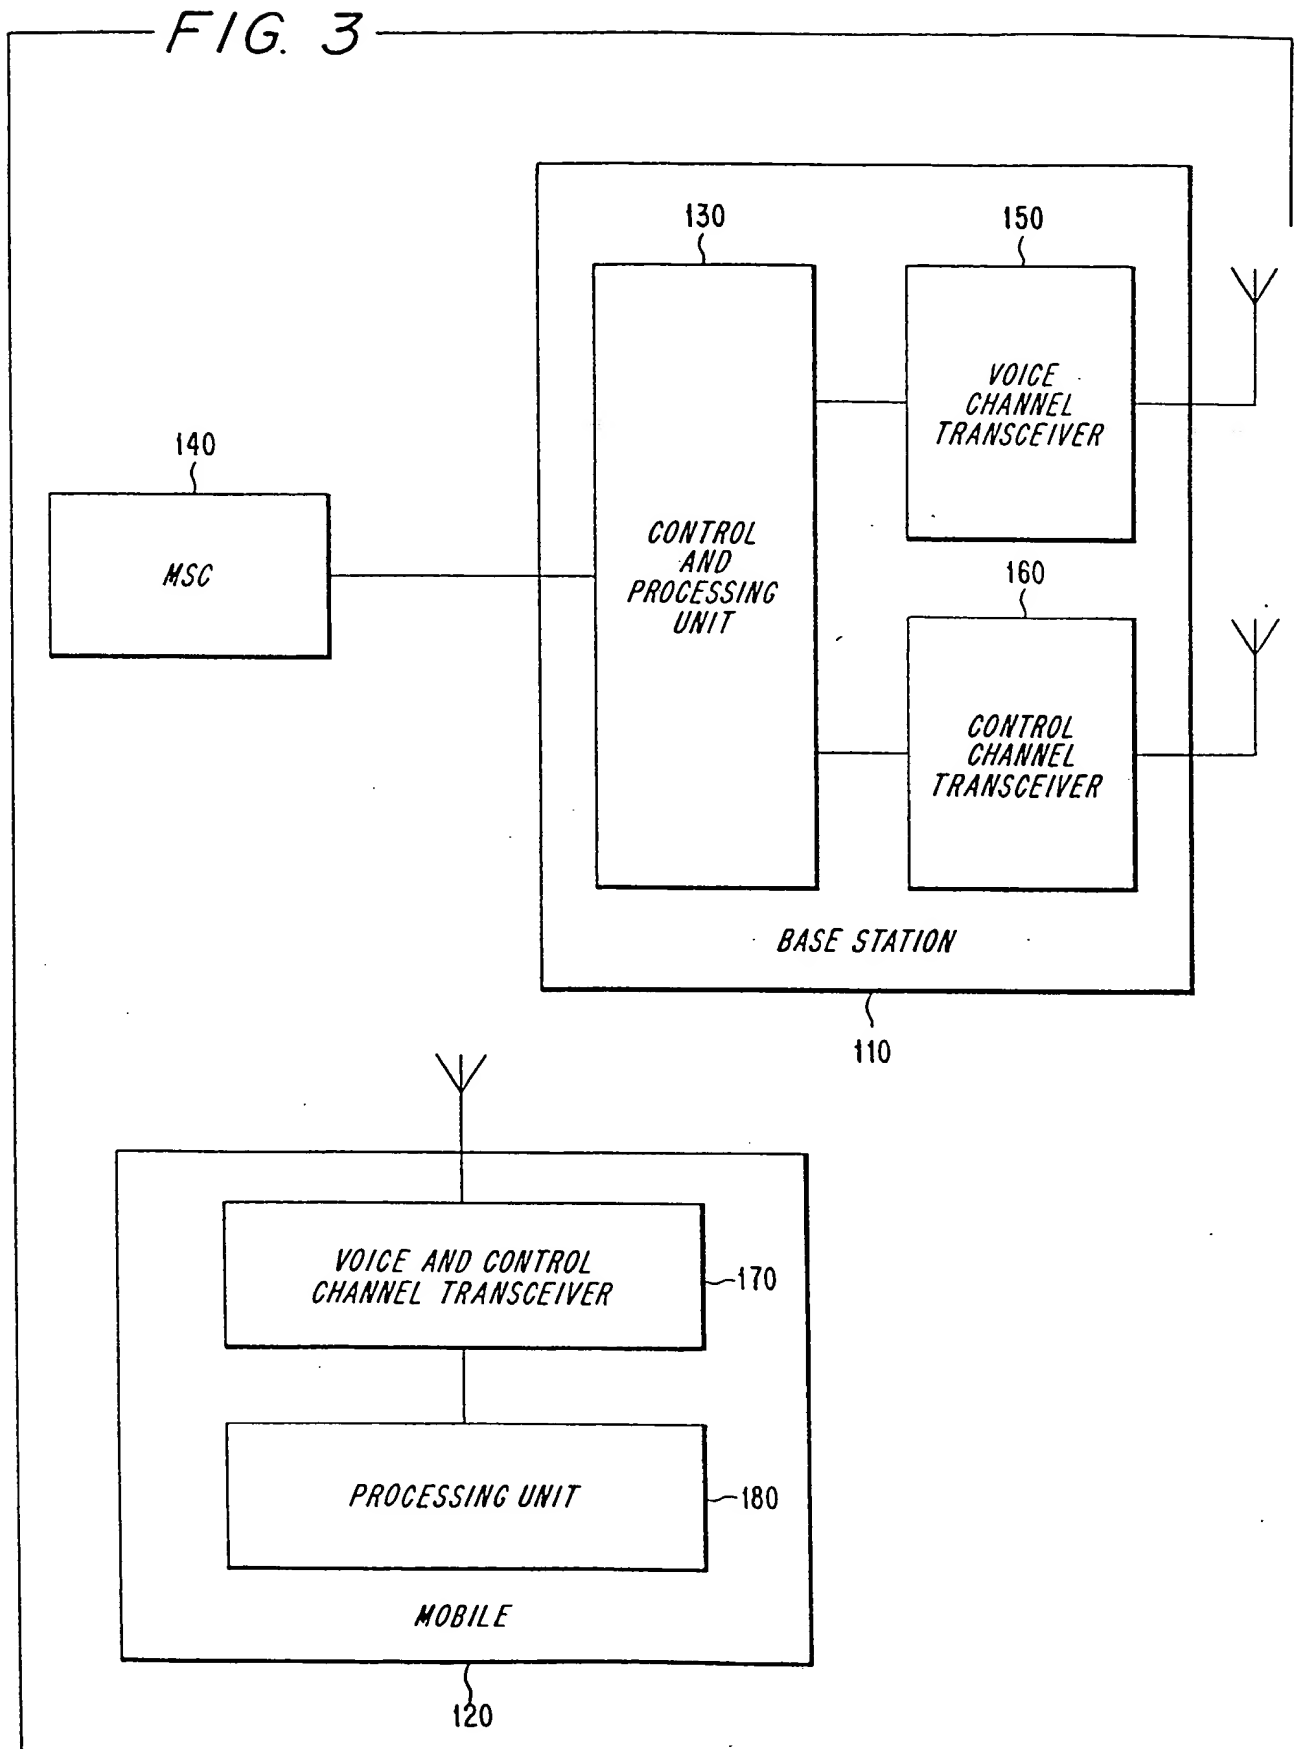 FIG. 3
130
150
VOICE
CHANNEL
TRANSCEIVER
140
MSC
CONTROL
AND
PROCESSING
UNIT
160
CONTROL
CHANNEL
TRANSCEIVER
BASE STATION
110
VOICE AND CONTROL
CHANNEL TRANSCEIVER
170
PROCESSING UNIT
180
MOBILE
120